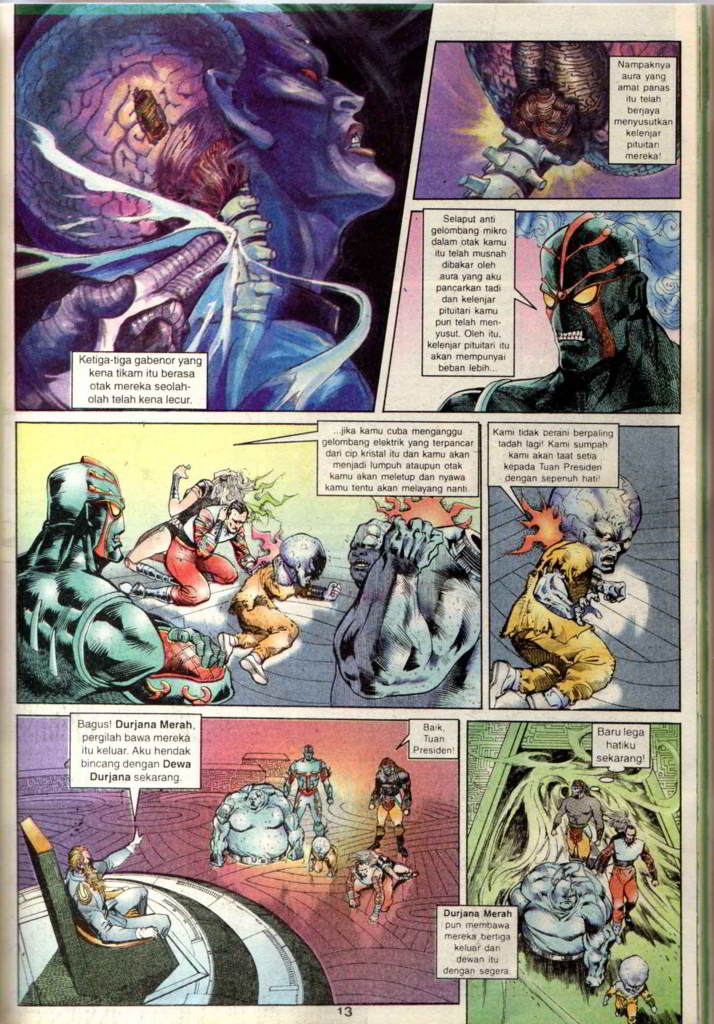 Ketiga-tiga gabenor yang
kena tikam itu berasa
otak mereka seolah-
olah telah kena lecur.
Nampaknya
aura yang
amat panas
itu telah
berjaya
menyusutkan
kelenjar
pituitari
mereka!
Selaput anti
gelombang mikro
dalam otak kamu
itu telah musnah
dibakar oleh
aura yang aku
pancarkan tadi
dan kelenjar
pituitari kamu
pun telah men-
yusut. Oleh itu,
kelenjar pituitari itu
akan mempunyai
beban lebih...
...jika kamu cuba menganggu
gelombang elektrik yang terpancar
dari cip kristal itu dan kamu akan
menjadi lumpuh ataupun otak
kamu akan meletup dan nyawa
kamu tentu akan melayang nanti.
Kami tidak berani berpaling
tadah lagi! Kami sumpah
kami akan taat setia
kepada Tuan Presiden
dengan sepenuh hati!
Bagus! Durjana Merah,
pergilah bawa mereka
itu keluar. Aku hendak
bincang dengan Dewa
Durjana sekarang.
Baik,
Tuan
Presiden!
Baru lega
hatiku
sekarang!
Durjana Merah
pun membawa
mereka bertiga
keluar dari
dewan itu
dengan segera.
13